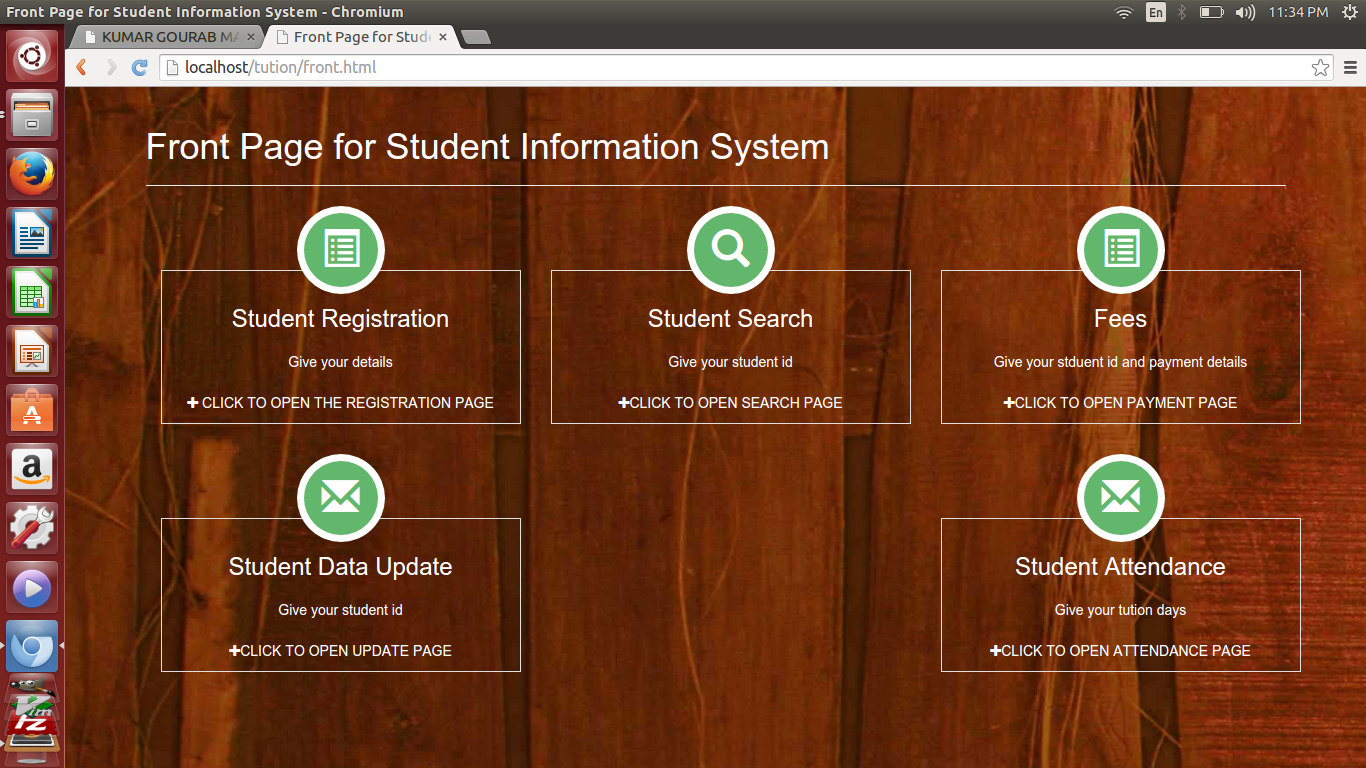 Front Page for Student Information System - Chromium
En
11:34 PM
KUMAR GOURAB MA
Front Page for Stude
localhost/tution/front.html
Front Page for Student Information System
Student Registration
Give your details
CLICK TO OPEN THE REGISTRATION PAGE
Student Search
Give your student id
CLICK TO OPEN SEARCH PAGE
Fees
Give your stduent id and payment details
CLICK TO OPEN PAYMENT PAGE
Student Data Update
Give your student id
CLICK TO OPEN UPDATE PAGE
Student Attendance
Give your tution days
CLICK TO OPEN ATTENDANCE PAGE
A
a
Vim
FZ